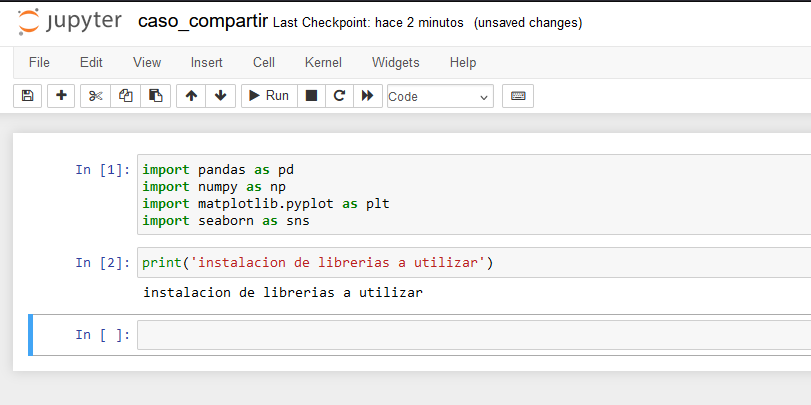 jupyter caso_compartir Last Checkpoint: hace 2 minutos (unsaved changes)
File Edit View Insert Cell Kernel Widgets Help
Run Code
In [1]: import pandas as pd
import numpy as np
import matplotlib.pyplot as plt
import seaborn as sns
In [2]: print('instalacion de librerias a utilizar')
instalacion de librerias a utilizar
In [ ]: